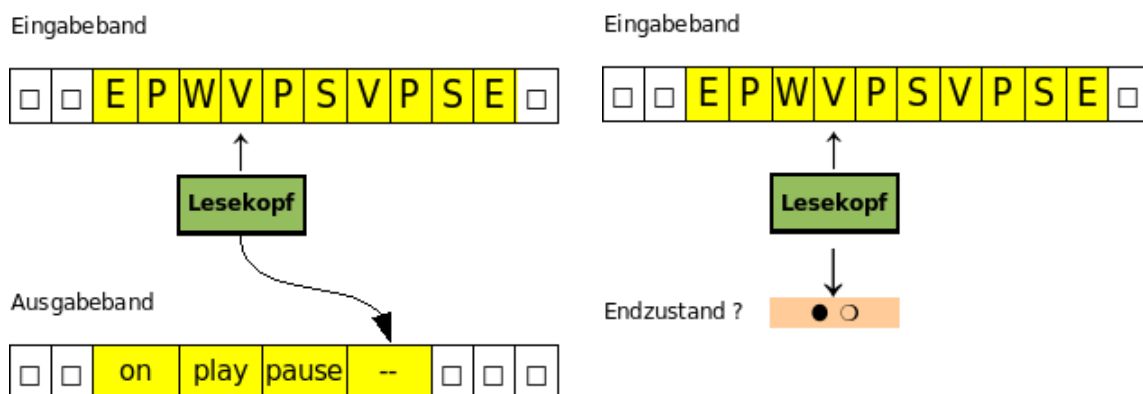 Eingabeband
□ □ E P W V P S V P S E □
Lesekopf
Ausgabeband
□ □ on play pause -- □ □ □
Eingabeband
□ □ E P W V P S V P S E □
Lesekopf
Endzustand ?